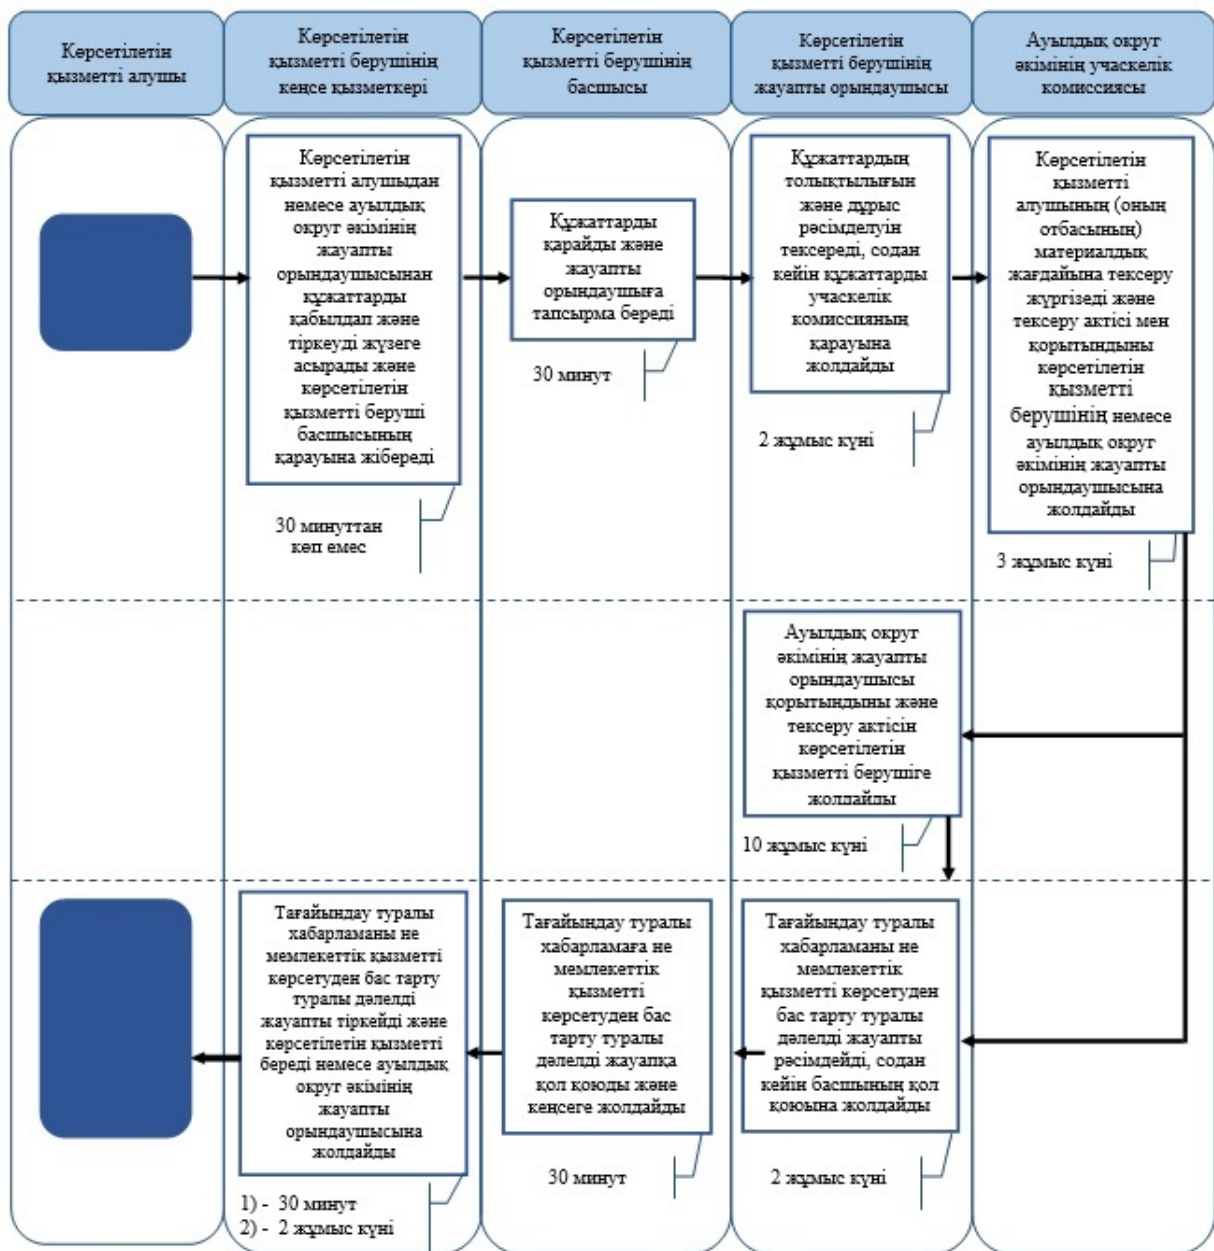 Көрсетілетін
қызметті алушы
Көрсетілетін
қызметті берушінің
кеңсе қызметкері
Көрсетілетін
қызметті берушінің
басшысы
Көрсетілетін
қызметті берушінің
жауапты орындаушысы
Ауылдық округ
әкімінің учаскелік
комиссиясы
Көрсетілетін
қызметті алушыдан
немесе ауылдық
округ әкімінің
жауапты
орындаушысынан
құжаттарды
қабылдап және
тіркеуді жүзеге
асырады және
көрсетілетін
қызметті беруші
басшысының
қарауына жібереді
30 минуттан
көп емес
Құжаттарды
қарайды және
жауапты
орындаушыға
тапсырма береді
30 минут
Құжаттардың
толықтылығын
және дұрыс
рәсімделуін
тексереді, содан
кейін құжаттарды
учаскелік
комиссияның
қарауына
жолдайды
2 жұмыс күні
Көрсетілетін
қызметті
алушының (оның
отбасының)
материалдық
жағдайына тексеру
жүргізеді және
тексеру актісі мен
қорытындыны
көрсетілетін
қызметті
берушінің немесе
ауылдық округ
әкімінің жауапты
орындаушысына
жолдайды
3 жұмыс күні
Ауылдық округ
әкімінің жауапты
орындаушысы
қорытындыны және
тексеру актісін
көрсетілетін
қызметті берушіге
жолдайды
10 жұмыс күні
Тағайындау туралы
хабарламаны не
мемлекеттік қызметті
көрсетуден бас тарту
туралы дәлелді
жауапты тіркейді және
көрсетілетін қызметті
береді немесе ауылдық
округ әкімінің
жауапты
орындаушысына
жолдайды
1) - 30 минут
2) - 2 жұмыс күні
Тағайындау туралы
хабарламаға не
мемлекеттік
қызметті
көрсетуден бас
тарту туралы
дәлелді жауапқа
қол қоюды және
кеңсеге жолдайды
30 минут
Тағайындау туралы
хабарламаны не
мемлекеттік
қызметті көрсетуден
бас тарту туралы
дәлелді жауапты
рәсімдейді, содан
кейін басшының қол
қоюына жолдайды
2 жұмыс күні